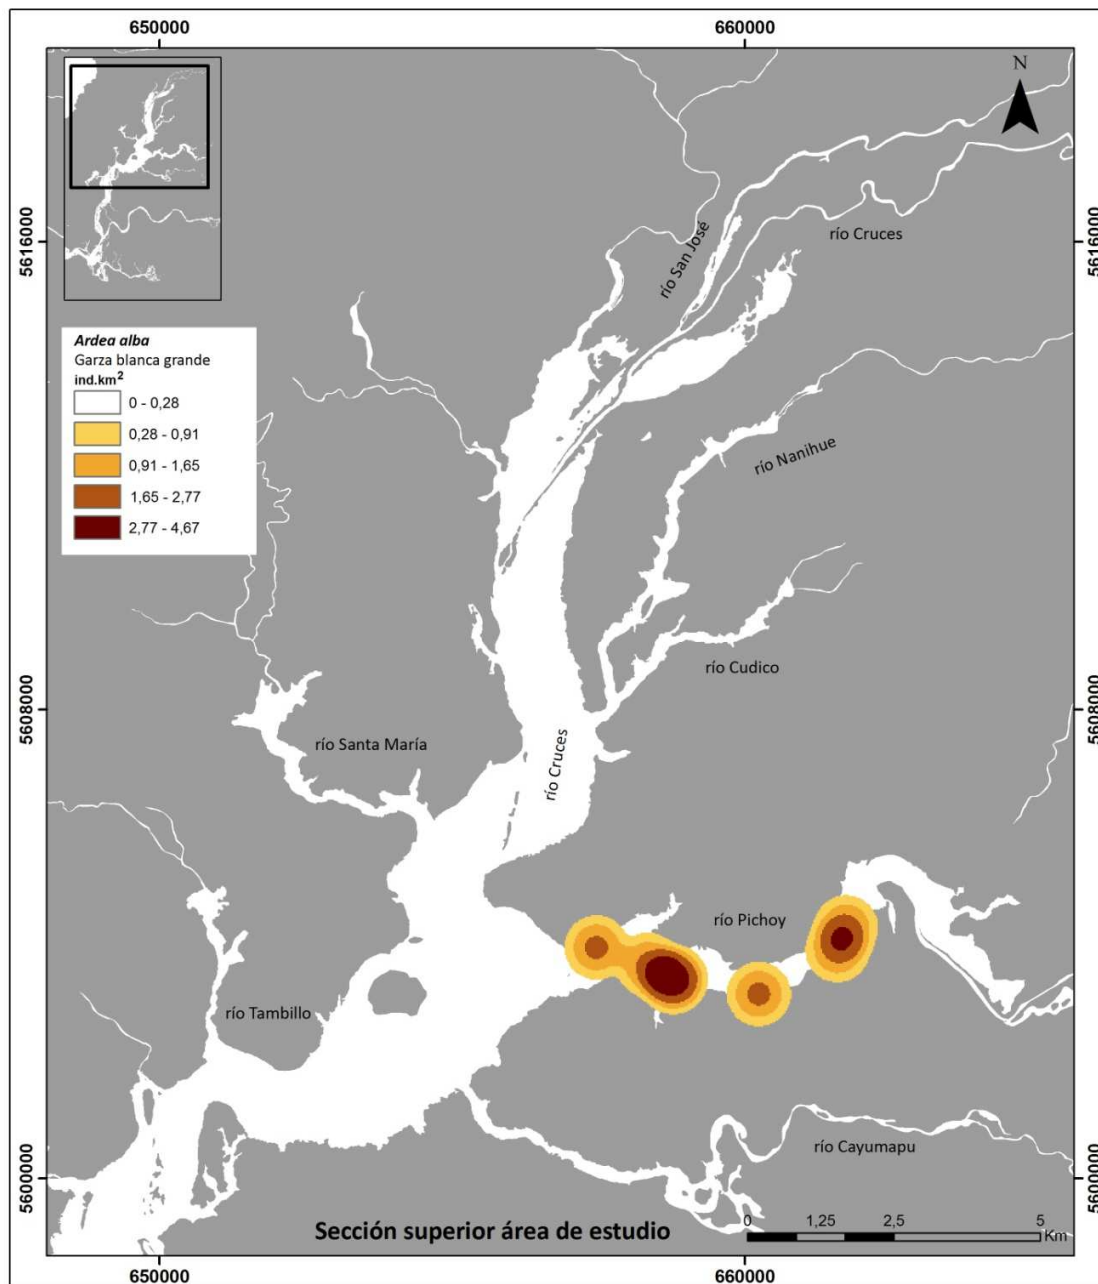 650000
660000
N
5616000
5616000
río San José
río Cruces
Ardea alba
Garza blanca grande
ind.km²
0 - 0,28
0,28 - 0,91
0,91 - 1,65
1,65 - 2,77
2,77 - 4,67
río Nanihue
río Cudico
5608000
5608000
río Santa María
río Cruces
río Pichoy
río Tambillo
río Cayumapu
5600000
5600000
Sección superior área de estudio
0
1,25
2,5
5
Km
650000
660000